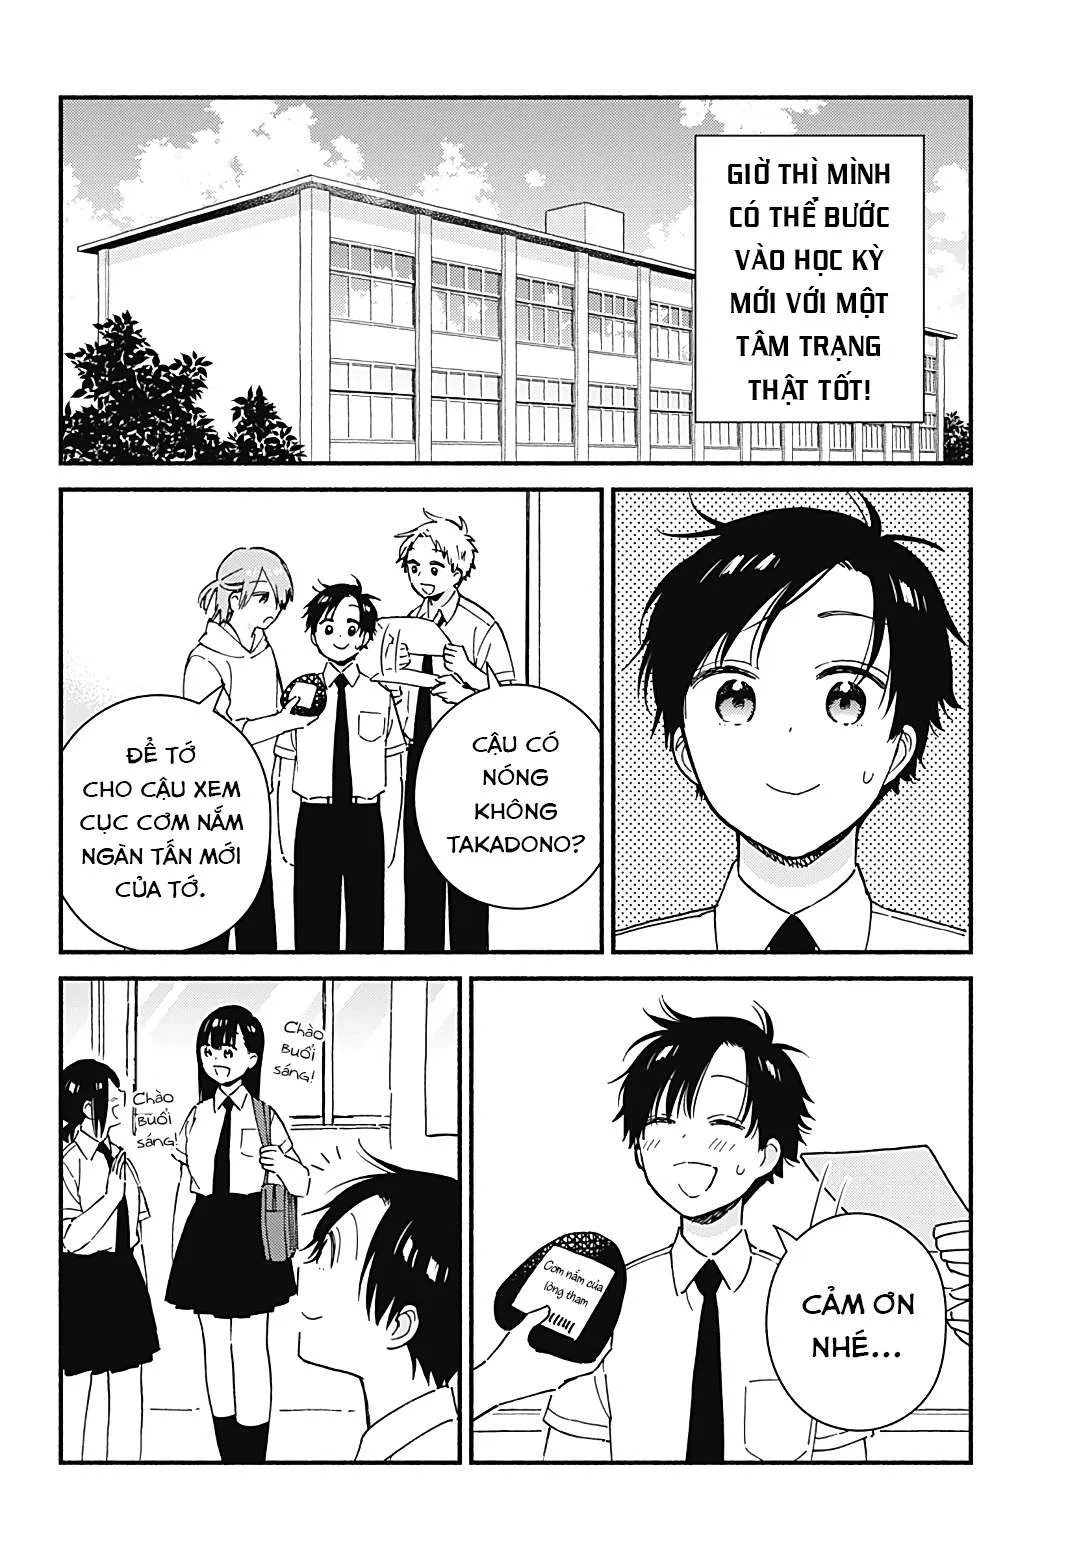 GIỜ THÌ MÌNH
CÓ THỂ BƯỚC
VÀO HỌC KỲ
MỚI VỚI MỘT
TÂM TRẠNG
THẬT TỐT!
CẬU CÓ
NÓNG
KHÔNG
TAKADONO?
ĐỂ TỚ
CHO CẬU XEM
CỤC CƠM NẮM
NGÀN TẤN MỚI
CỦA TỚ.
Cơm nắm của
lòng tham
CẢM ƠN
NHÉ...
Chào
buổi
sáng!
Chào
buổi
sáng!